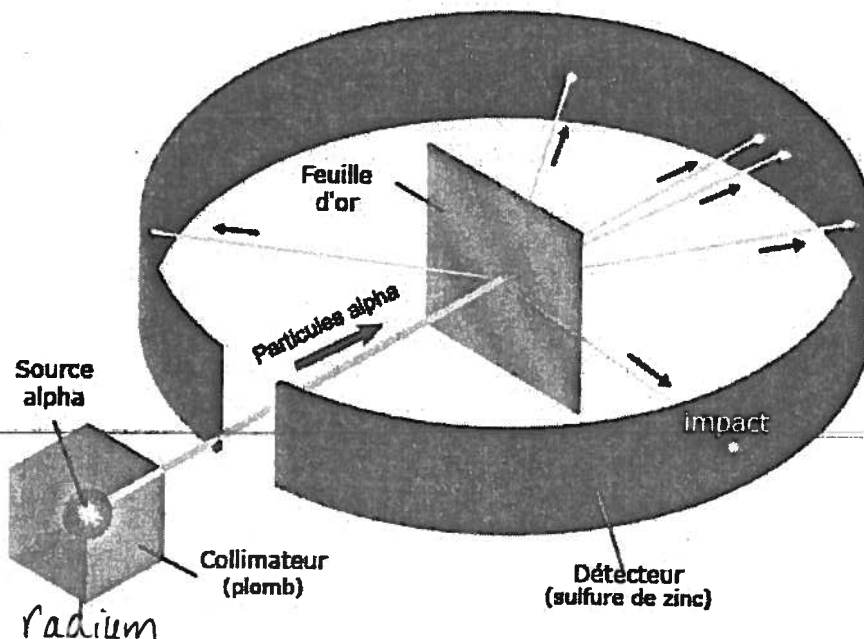 Feuille
d'or
Particules alpha
Source
alpha
impact
Collimateur
(plomb)
Détecteur
(sulfure de zinc)
radium